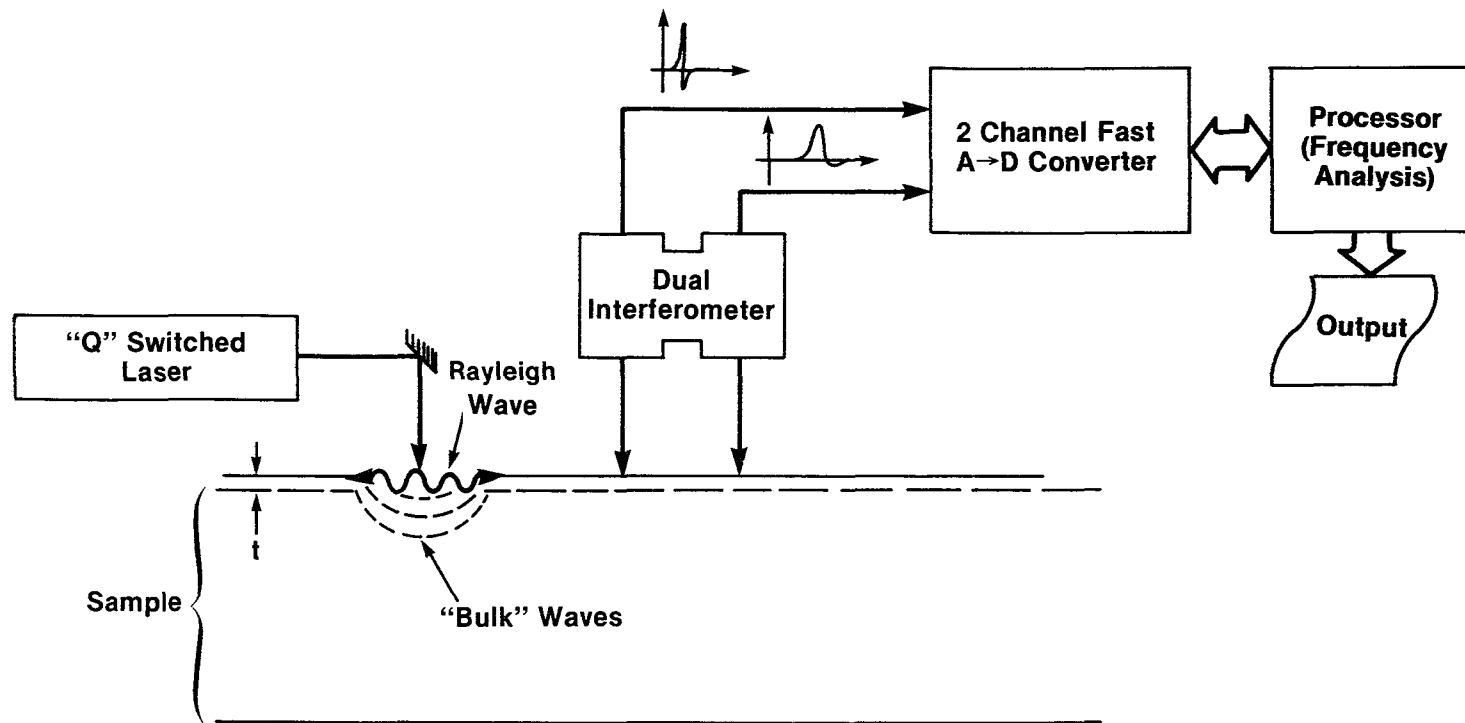 2 Channel Fast
A→D Converter
Processor
(Frequency
Analysis)
Dual
Interferometer
Output
“Q” Switched
Laser
Rayleigh
Wave
t
Sample
“Bulk” Waves